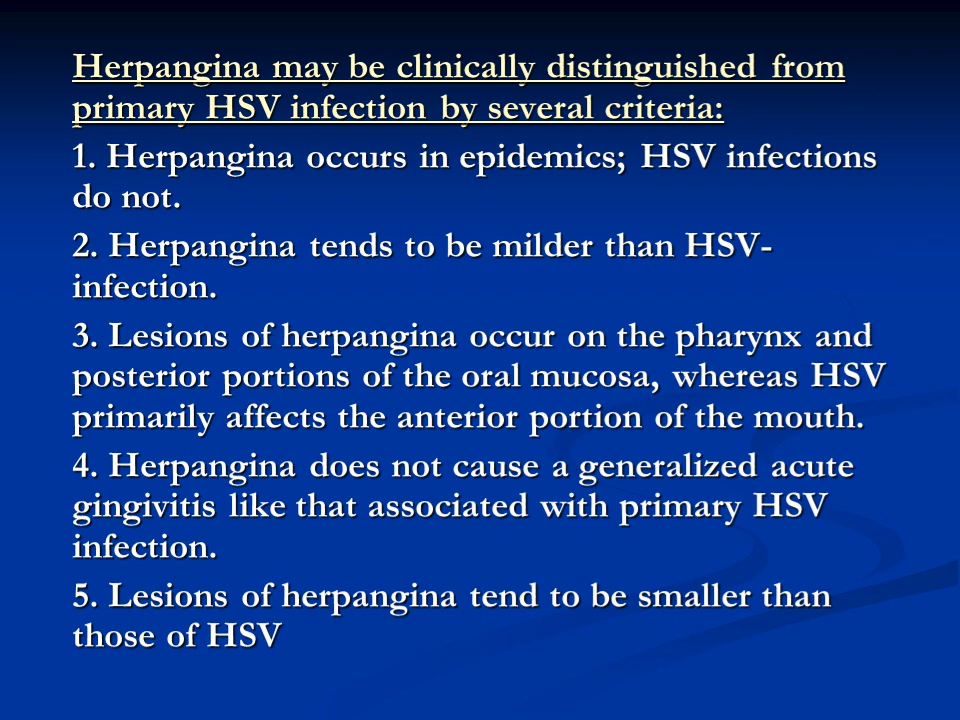 Herpangina may be clinically distinguished from
primary HSV infection by several criteria:
1. Herpangina occurs in epidemics; HSV infections
do not.
2. Herpangina tends to be milder than HSV-
infection.
3. Lesions of herpangina occur on the pharynx and
posterior portions of the oral mucosa, whereas HSV
primarily affects the anterior portion of the mouth.
4. Herpangina does not cause a generalized acute
gingivitis like that associated with primary HSV
infection.
5. Lesions of herpangina tend to be smaller than
those of HSV